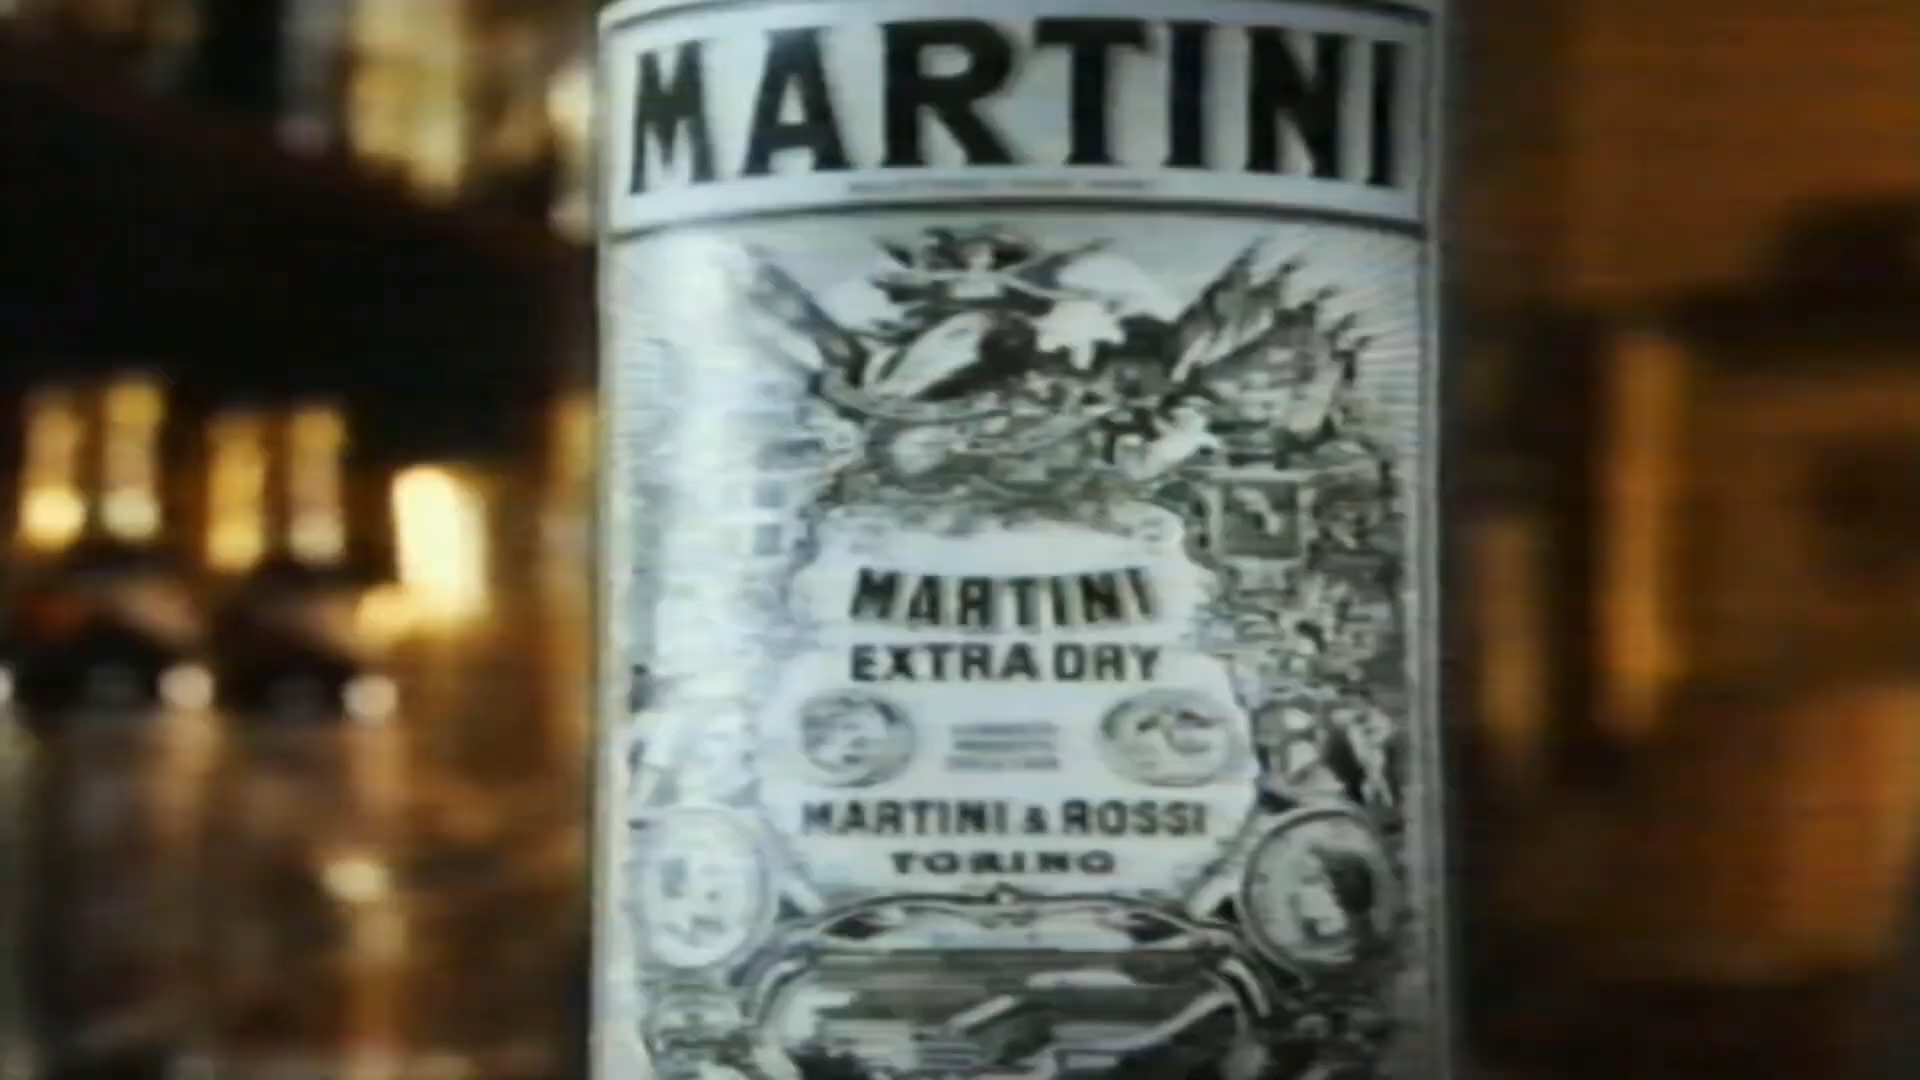 MARTINI
MARTINI
EXTRA DRY
MARTINI & ROSSI
TORINO